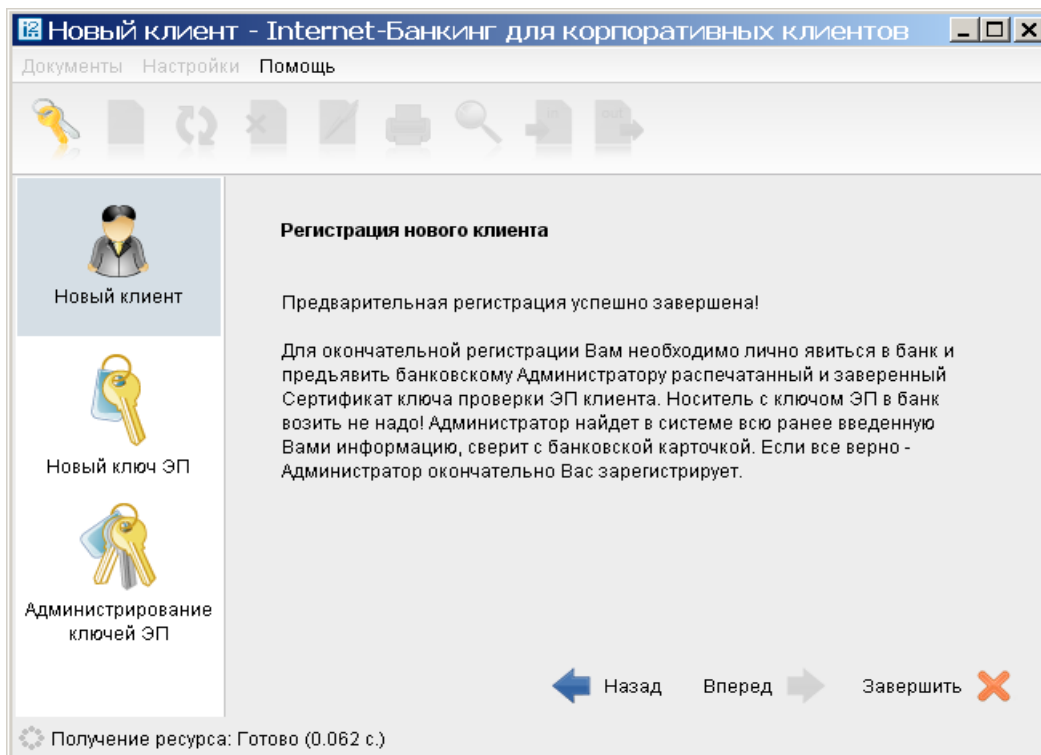 Новый клиент - Internet-Банкинг для корпоративных клиентов
Документы Настройки Помощь
in out
Новый клиент
Новый ключ ЭП
Администрирование
ключей ЭП
Регистрация нового клиента
Предварительная регистрация успешно завершена!
Для окончательной регистрации Вам необходимо лично явиться в банк и
предъявить банковскому Администратору распечатанный и заверенный
Сертификат ключа проверки ЭП клиента. Носитель с ключом ЭП в банк
возить не надо! Администратор найдет в системе всю ранее введенную
Вами информацию, сверит с банковской карточкой. Если все верно -
Администратор окончательно Вас зарегистрирует.
Назад Вперед Завершить
Получение ресурса: Готово (0.062 с.)